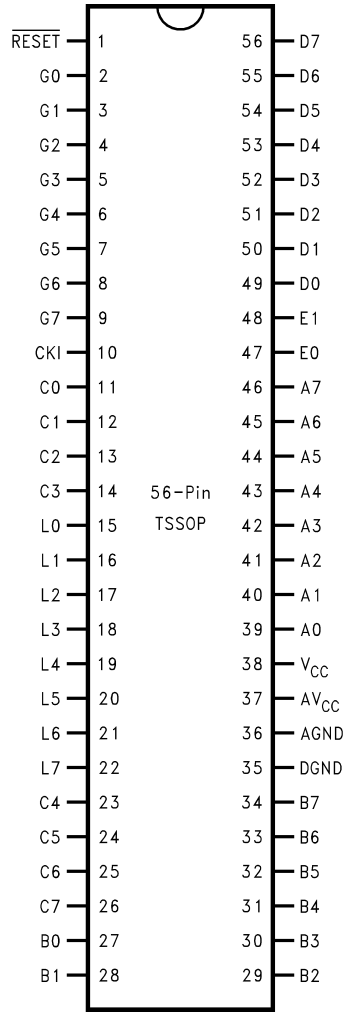 RESET 1 56 D7
G0 2 55 D6
G1 3 54 D5
G2 4 53 D4
G3 5 52 D3
G4 6 51 D2
G5 7 50 D1
G6 8 49 D0
G7 9 48 E1
CKI 10 47 E0
C0 11 46 A7
C1 12 45 A6
C2 13 44 A5
C3 14 56-Pin 43 A4
L0 15 TSSOP 42 A3
L1 16 41 A2
L2 17 40 A1
L3 18 39 A0
L4 19 38 VCC
L5 20 37 AVCC
L6 21 36 AGND
L7 22 35 DGND
C4 23 34 B7
C5 24 33 B6
C6 25 32 B5
C7 26 31 B4
B0 27 30 B3
B1 28 29 B2